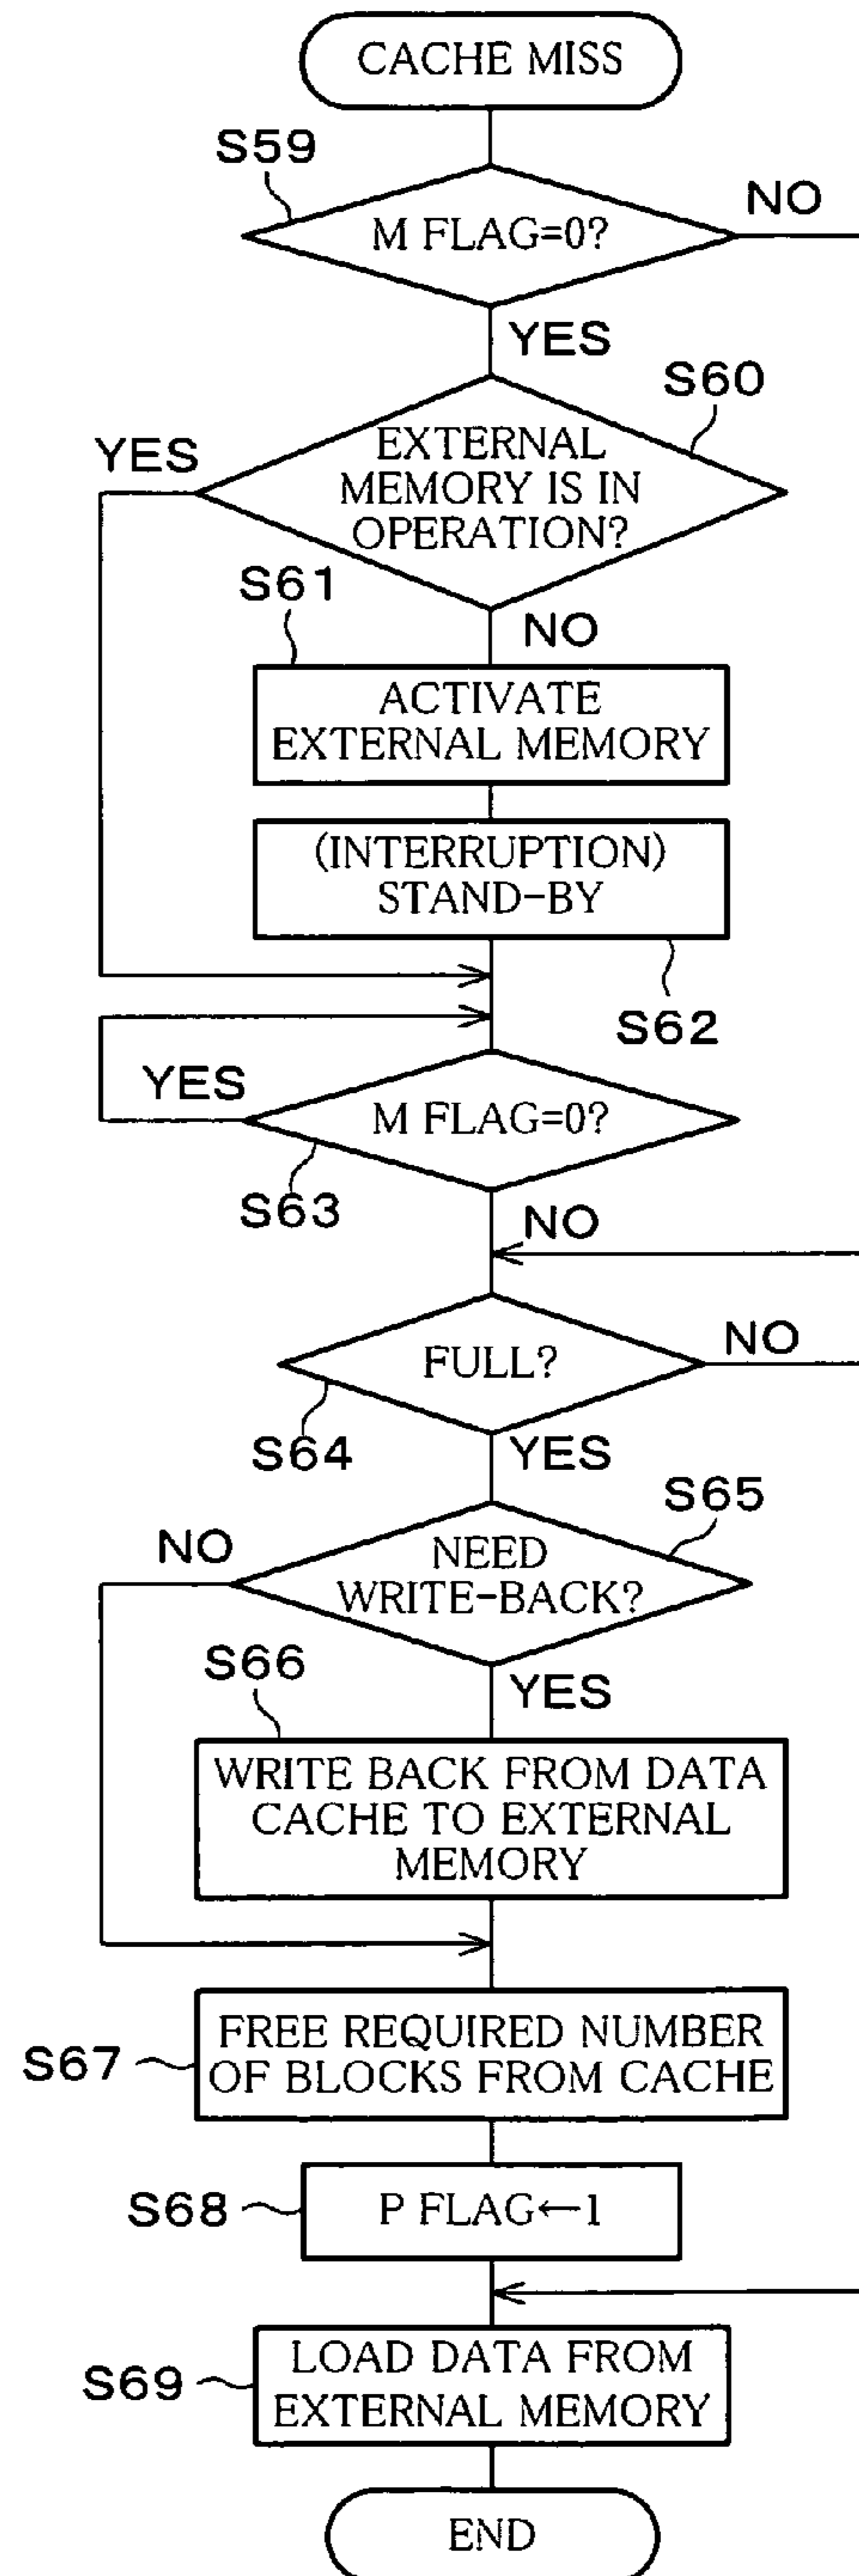 CACHE MISS
S59
M FLAG=0?
NO
YES
S60
YES
EXTERNAL
MEMORY IS IN
OPERATION?
S61
NO
ACTIVATE
EXTERNAL MEMORY
(INTERRUPTION)
STAND-BY
S62
YES
M FLAG=0?
S63
NO
FULL?
NO
S64
YES
S65
NO
NEED
WRITE-BACK?
S66
YES
WRITE BACK FROM DATA
CACHE TO EXTERNAL
MEMORY
S67
FREE REQUIRED NUMBER
OF BLOCKS FROM CACHE
S68
P FLAG←1
S69
LOAD DATA FROM
EXTERNAL MEMORY
END